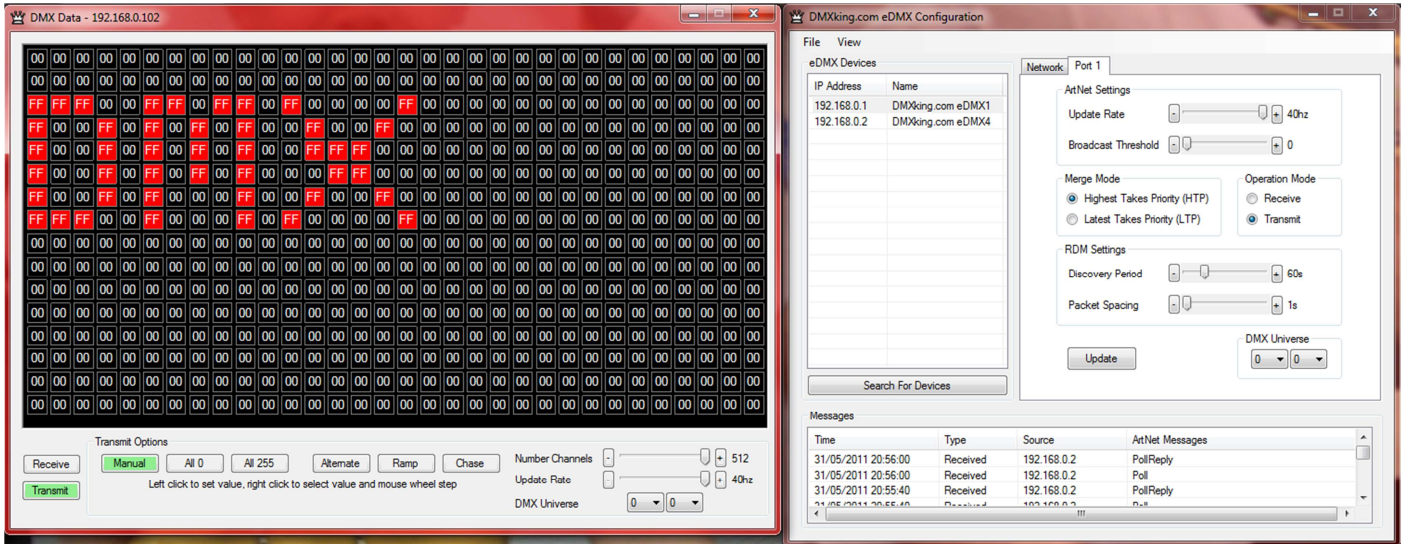 DMX Data - 192.168.0.102
00 00 00 00 00 00 00 00 00 00 00 00 00 00 00 00 00 00 00 00 00 00 00 00 00 00 00 00 00 00 00 00
00 00 00 00 00 00 00 00 00 00 00 00 00 00 00 00 00 00 00 00 00 00 00 00 00 00 00 00 00 00 00 00
FF FF FF 00 00 FF FF 00 FF FF 00 FF 00 00 00 00 FF 00 00 00 00 00 00 00 00 00 00 00 00 00 00 00
FF 00 00 FF 00 FF 00 FF 00 FF 00 00 FF 00 00 FF 00 00 00 00 00 00 00 00 00 00 00 00 00 00 00 00
FF 00 00 FF 00 FF 00 FF 00 FF 00 00 FF FF FF 00 00 00 00 00 00 00 00 00 00 00 00 00 00 00 00 00
FF 00 00 FF 00 FF 00 FF 00 FF 00 00 00 FF FF 00 00 00 00 00 00 00 00 00 00 00 00 00 00 00 00 00
FF 00 00 FF 00 FF 00 00 00 FF 00 00 FF 00 00 FF 00 00 00 00 00 00 00 00 00 00 00 00 00 00 00 00
FF FF FF 00 00 FF 00 00 00 FF 00 FF 00 00 00 00 FF 00 00 00 00 00 00 00 00 00 00 00 00 00 00 00
00 00 00 00 00 00 00 00 00 00 00 00 00 00 00 00 00 00 00 00 00 00 00 00 00 00 00 00 00 00 00 00
00 00 00 00 00 00 00 00 00 00 00 00 00 00 00 00 00 00 00 00 00 00 00 00 00 00 00 00 00 00 00 00
00 00 00 00 00 00 00 00 00 00 00 00 00 00 00 00 00 00 00 00 00 00 00 00 00 00 00 00 00 00 00 00
00 00 00 00 00 00 00 00 00 00 00 00 00 00 00 00 00 00 00 00 00 00 00 00 00 00 00 00 00 00 00 00
00 00 00 00 00 00 00 00 00 00 00 00 00 00 00 00 00 00 00 00 00 00 00 00 00 00 00 00 00 00 00 00
00 00 00 00 00 00 00 00 00 00 00 00 00 00 00 00 00 00 00 00 00 00 00 00 00 00 00 00 00 00 00 00
00 00 00 00 00 00 00 00 00 00 00 00 00 00 00 00 00 00 00 00 00 00 00 00 00 00 00 00 00 00 00 00
00 00 00 00 00 00 00 00 00 00 00 00 00 00 00 00 00 00 00 00 00 00 00 00 00 00 00 00 00 00 00 00
Receive
Transmit
Transmit Options
Manual All 0 All 255 Alternate Ramp Chase
Left click to set value, right click to select value and mouse wheel step
Number Channels - + 512
Update Rate - + 40hz
DMX Universe 0 0
DMXking.com eDMX Configuration
File View
eDMX Devices
IP Address Name
192.168.0.1 DMXking.com eDMX1
192.168.0.2 DMXking.com eDMX4
Search For Devices
Network Port 1
ArtNet Settings
Update Rate - + 40hz
Broadcast Threshold - + 0
Merge Mode
Highest Takes Priority (HTP)
Latest Takes Priority (LTP)
Operation Mode
Receive
Transmit
RDM Settings
Discovery Period - + 60s
Packet Spacing - + 1s
Update
DMX Universe
0 0
Messages
Time Type Source ArtNet Messages
31/05/2011 20:56:00 Received 192.168.0.2 PollReply
31/05/2011 20:56:00 Received 192.168.0.2 Poll
31/05/2011 20:55:40 Received 192.168.0.2 PollReply
31/05/2011 20:55:40 Received 192.168.0.2 Poll